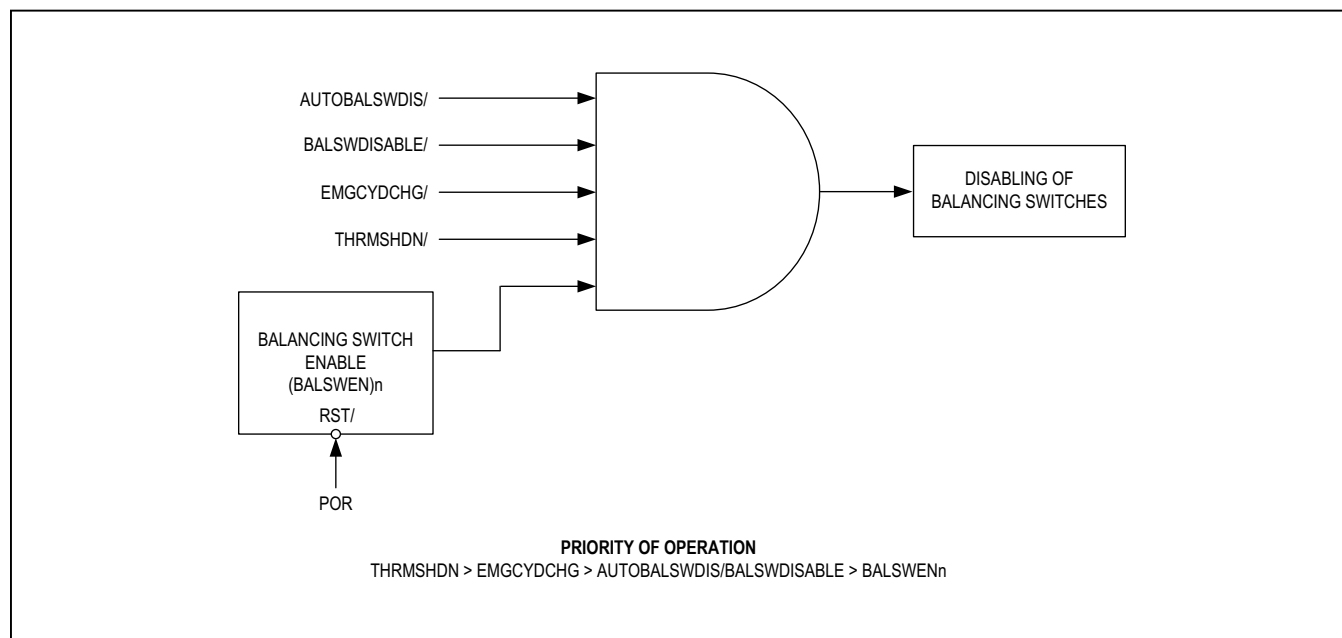 AUTOBALSWDIS/
BALSWDISABLE/
EMGCYDCHG/
THRMSHDN/
DISABLING OF
BALANCING SWITCHES
BALANCING SWITCH
ENABLE
(BALSWEN)n
RST/
POR
PRIORITY OF OPERATION
THRMSHDN > EMGCYDCHG > AUTOBALSWDIS/BALSWDISABLE > BALSWENn